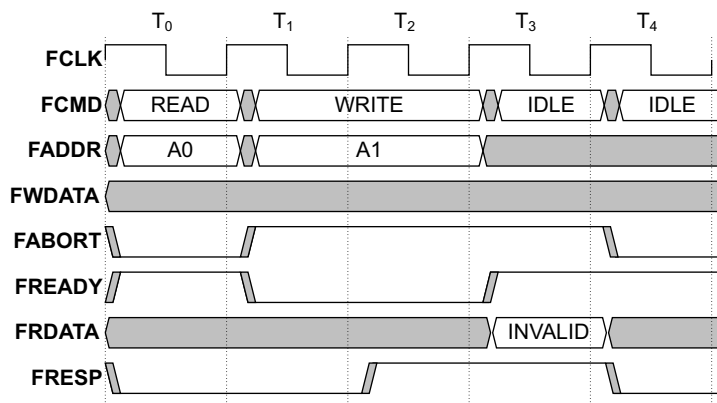 T0 T1 T2 T3 T4
FCLK
FCMD READ WRITE IDLE IDLE
FADDR A0 A1
FWDATA
FABORT
FREADY
FRDATA INVALID
FRESP